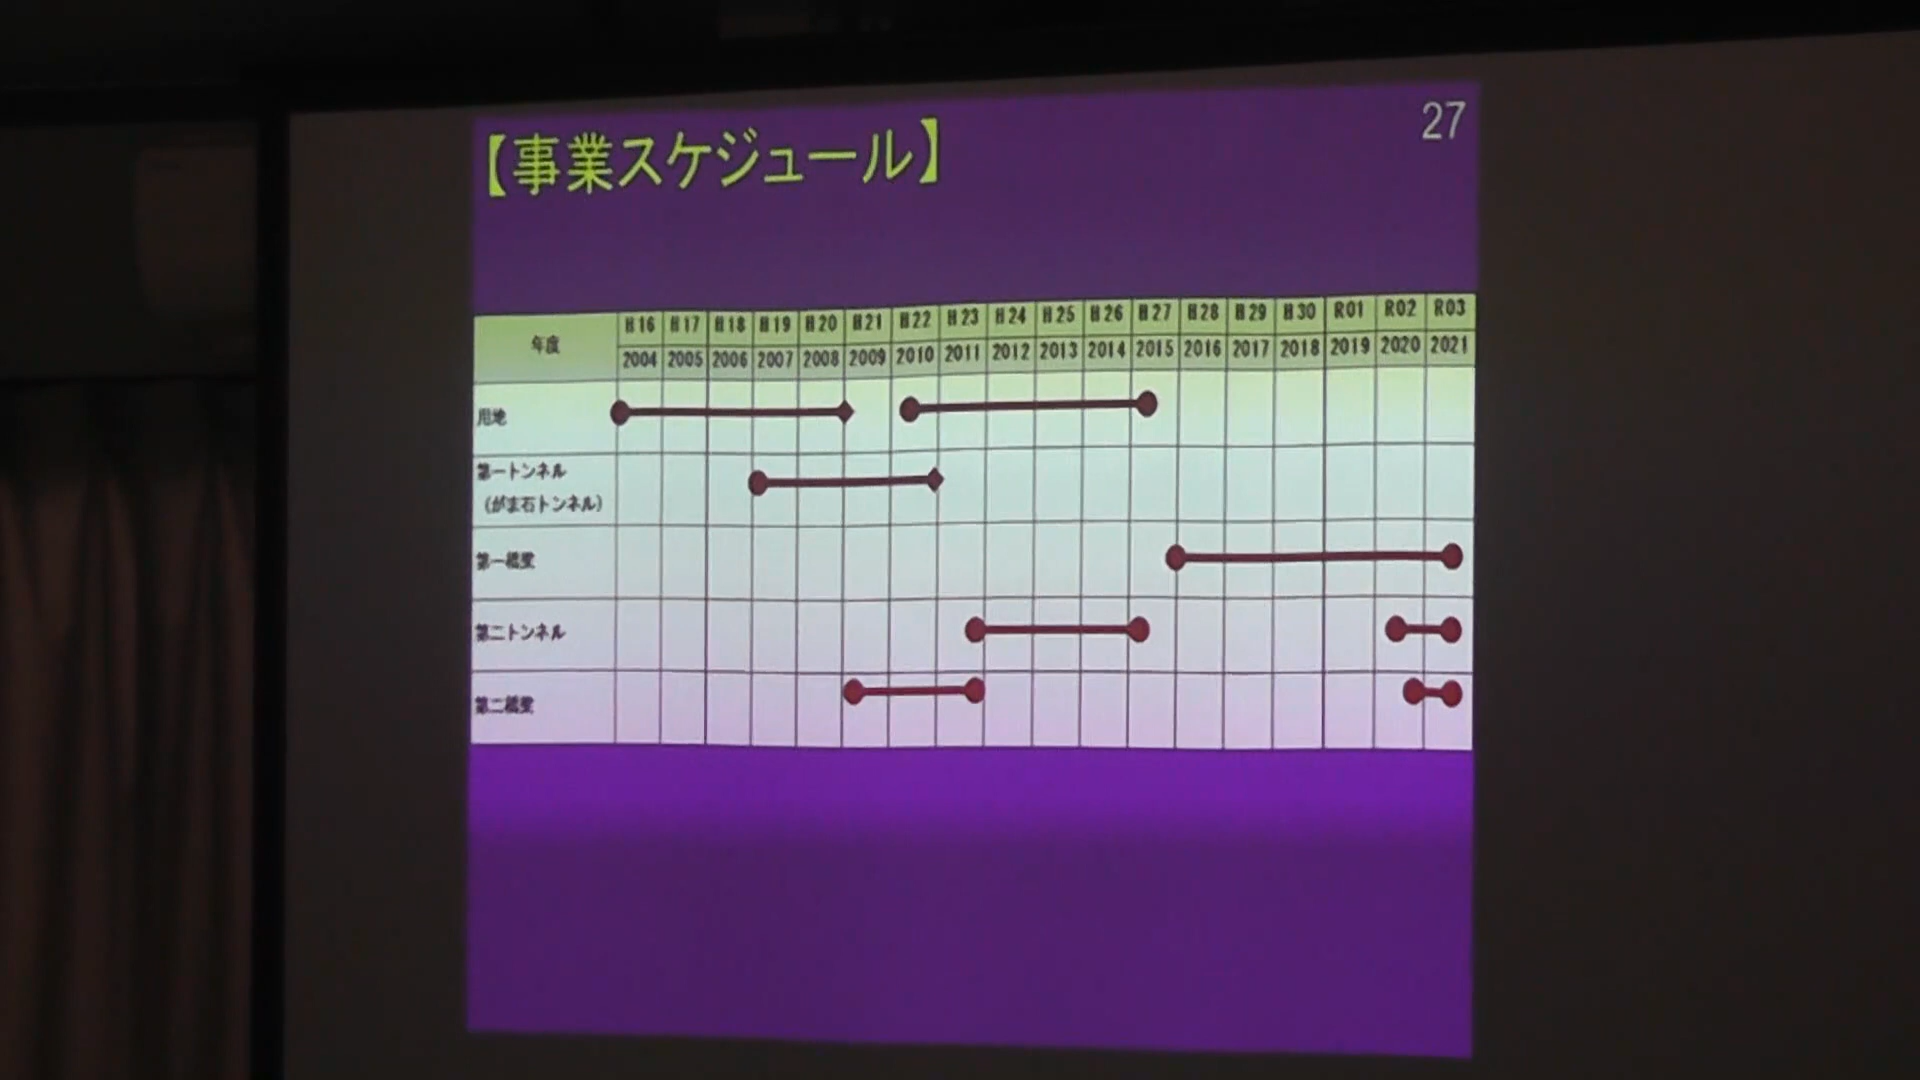 27
【事業スケジュール】
年度 H16 H17 H18 H19 H20 H21 H22 H23 H24 H25 H26 H27 H28 H29 H30 R01 R02 R03
2004 2005 2006 2007 2008 2009 2010 2011 2012 2013 2014 2015 2016 2017 2018 2019 2020 2021
用地
第一トンネル
(がま石トンネル)
第一橋梁
第二トンネル
第二橋梁